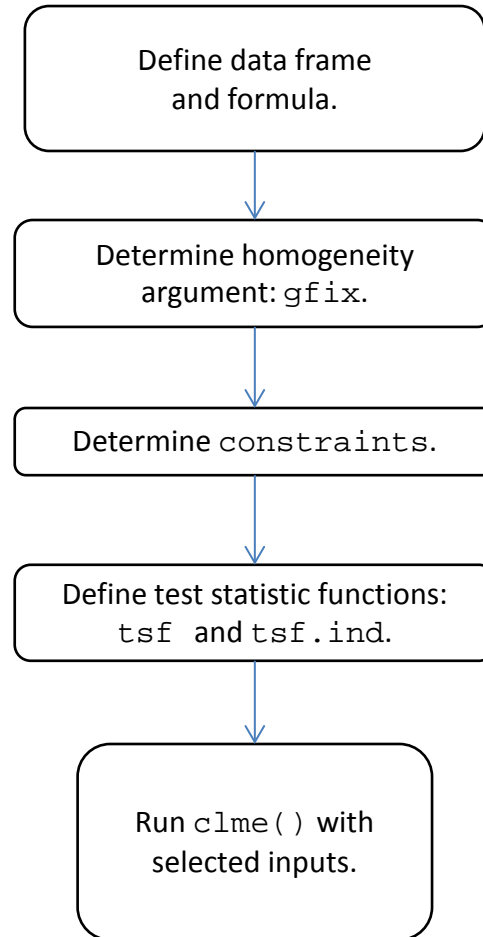 Define data frame
and formula.
Determine homogeneity
argument: gfix.
Determine constraints.
Define test statistic functions:
tsf and tsf.ind.
Run clme() with
selected inputs.